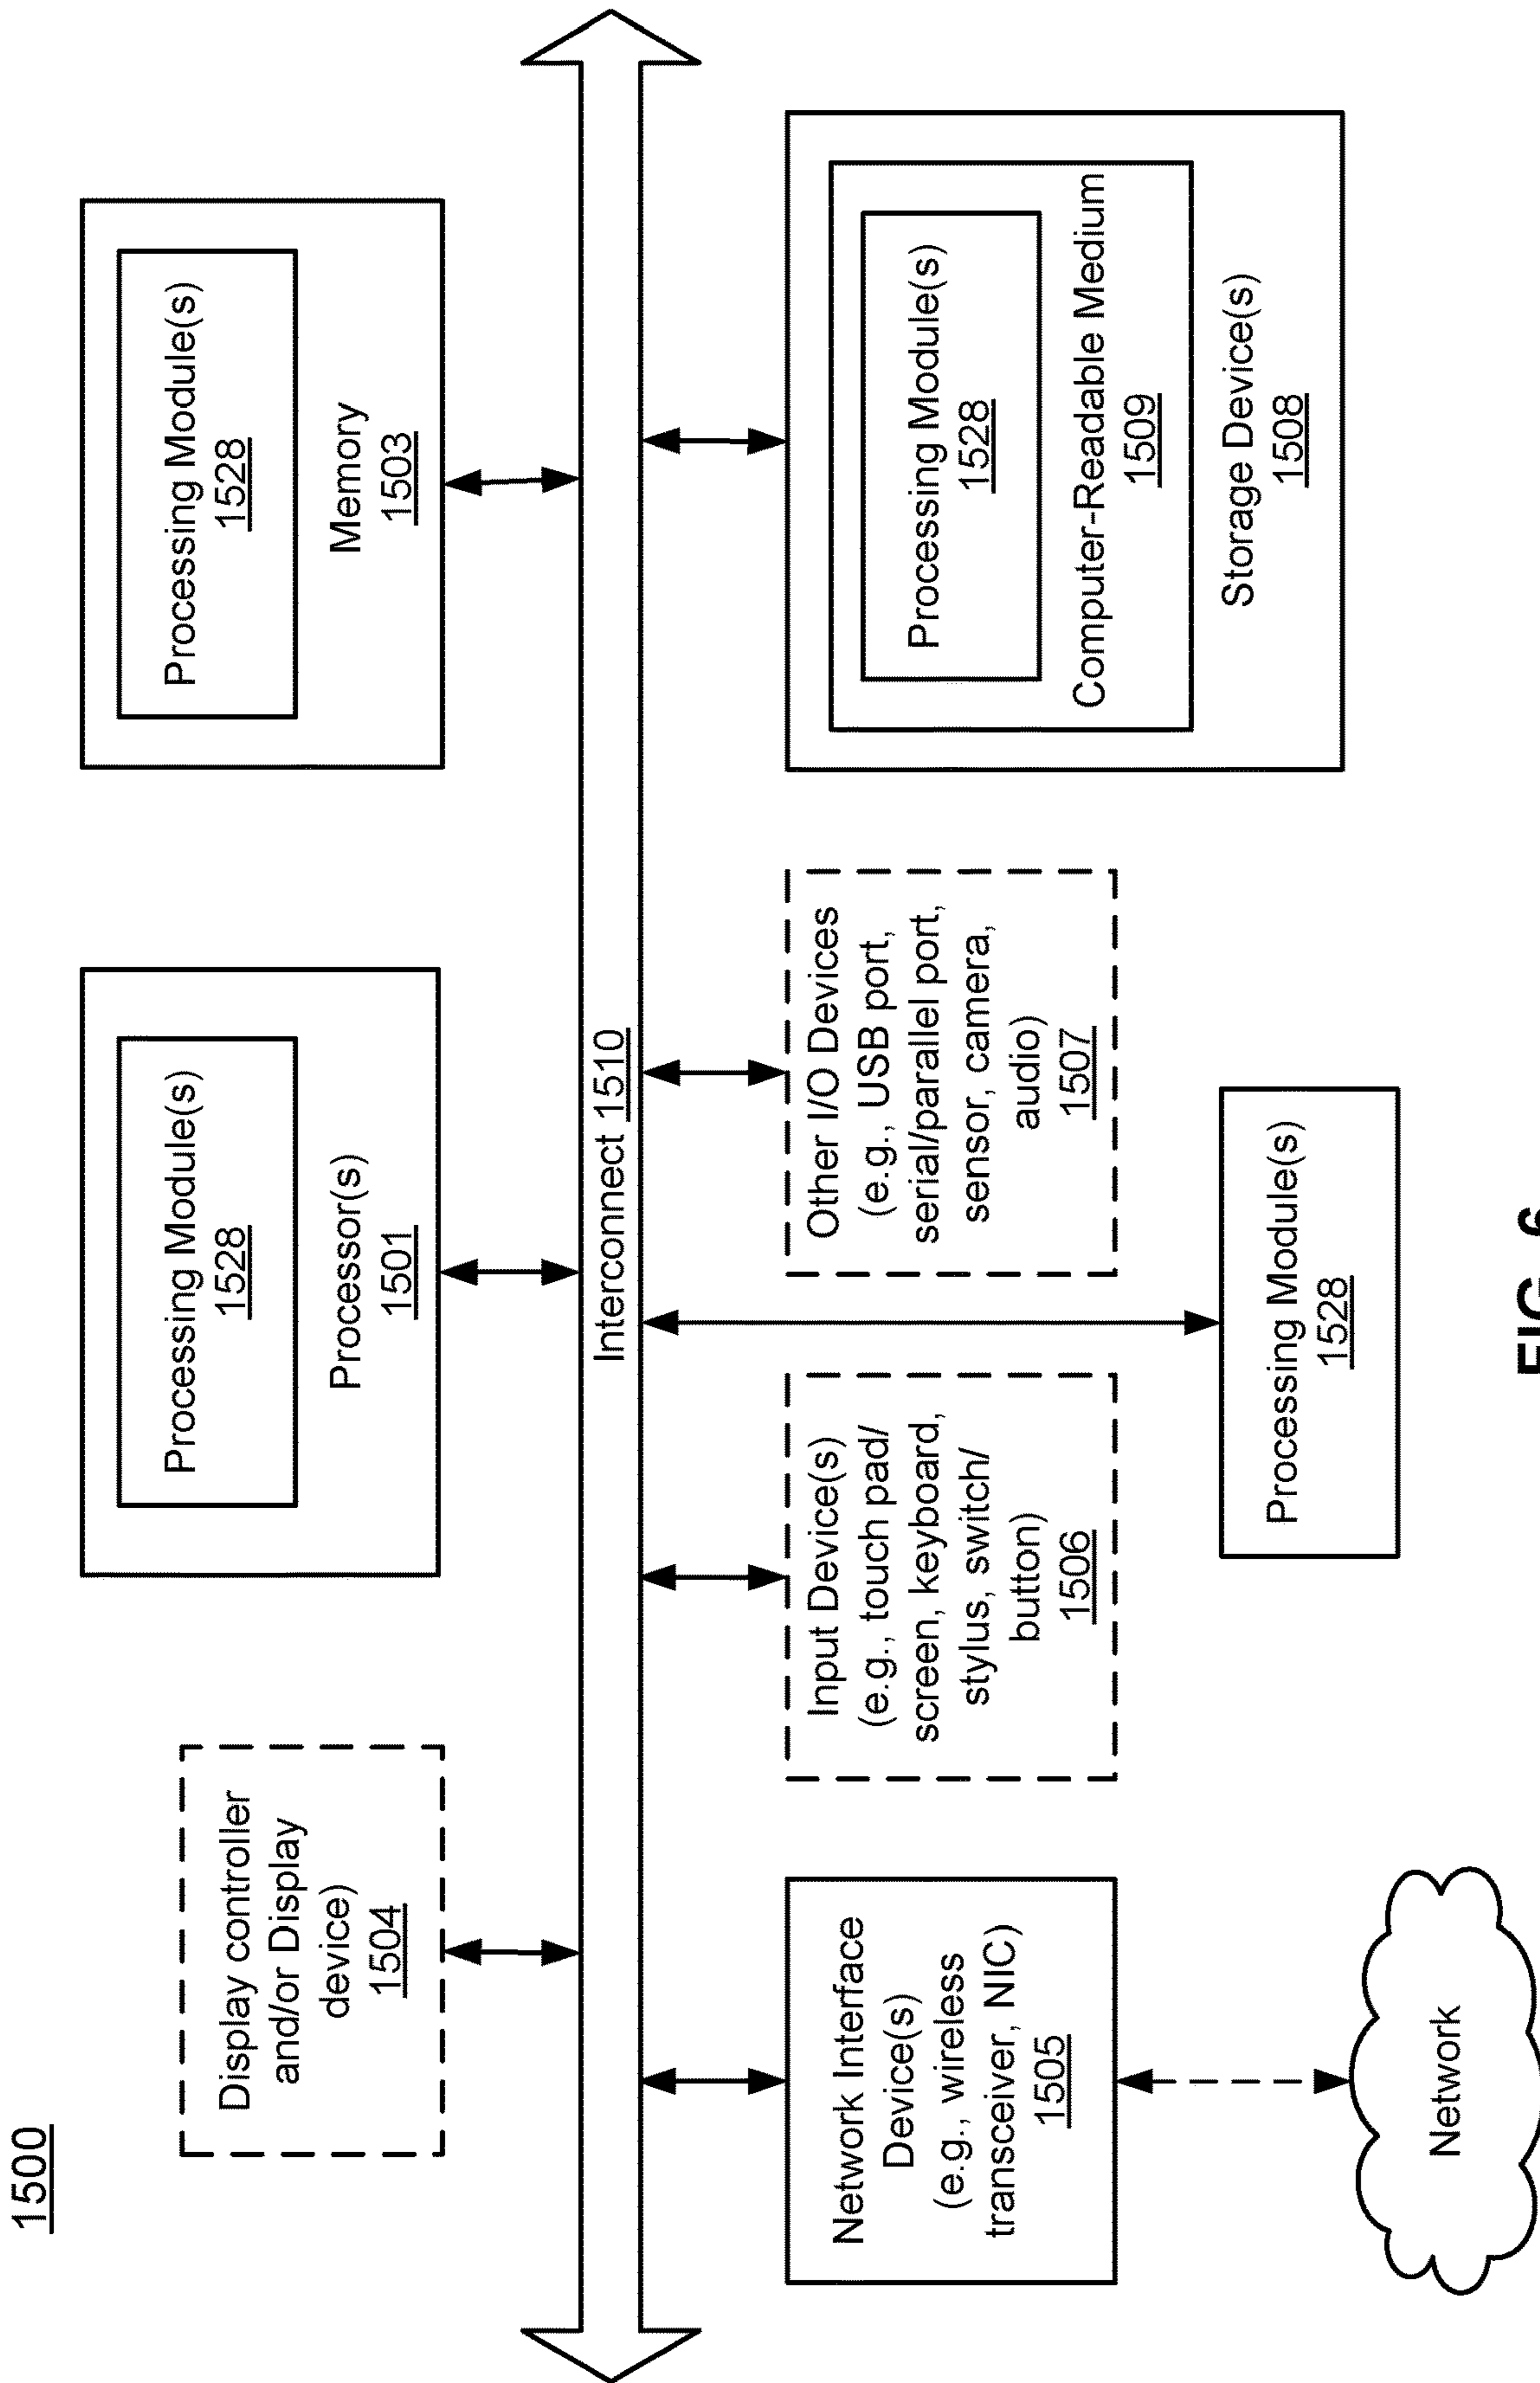 1500
Display controller
and/or Display
device)
1504
Processing Module(s)
1528
Processor(s)
1501
Processing Module(s)
1528
Memory
1503
Interconnect 1510
Network Interface
Device(s)
(e.g., wireless
transceiver, NIC)
1505
Input Device(s)
(e.g., touch pad/
screen, keyboard,
stylus, switch/
button)
1506
Other I/O Devices
(e.g., USB port,
serial/parallel port,
sensor, camera,
audio)
1507
Processing Module(s)
1528
Computer-Readable Medium
1509
Storage Device(s)
1508
Processing Module(s)
1528
Network
FIG. 6